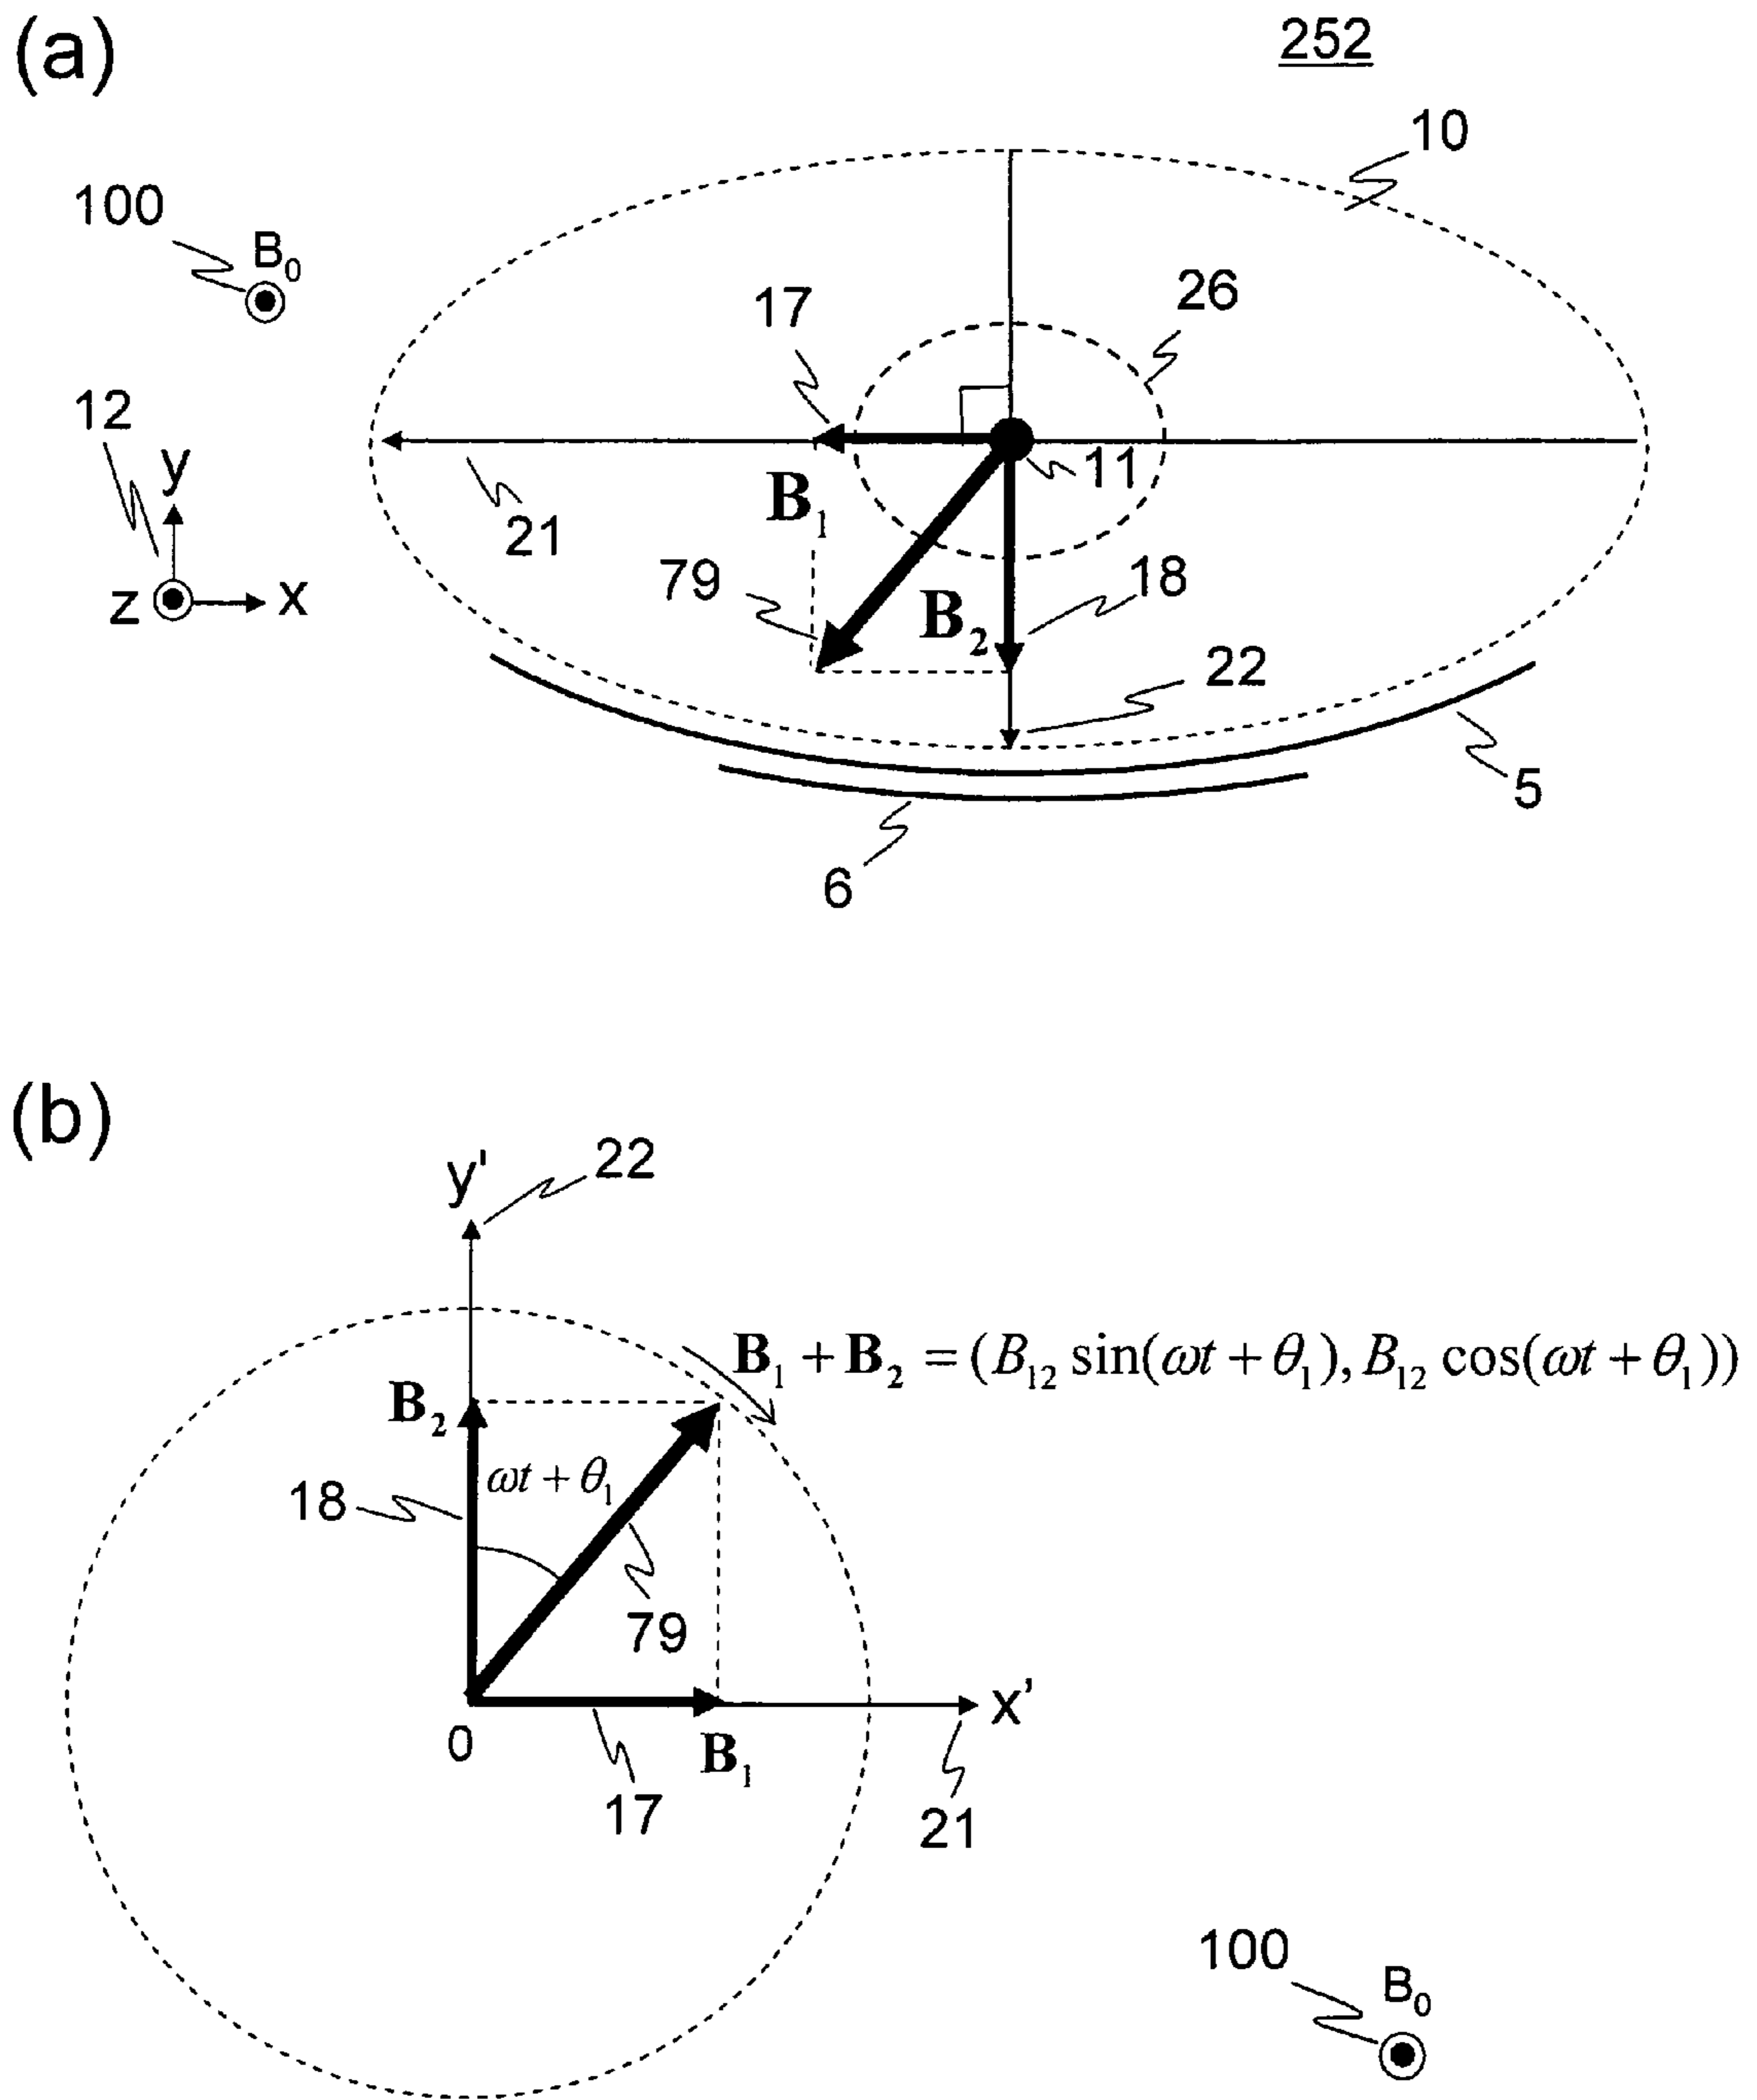 (a)
252
10
100
B₀
17
26
12
y
z
x
21
B₁
11
79
B₂
18
22
5
6
(b)
y'
22
B₁ + B₂ = (B₁₂ sin(ωt + θ₁), B₁₂ cos(ωt + θ₁))
B₂
ωt + θ₁
18
79
0
x'
B₁
17
21
100
B₀